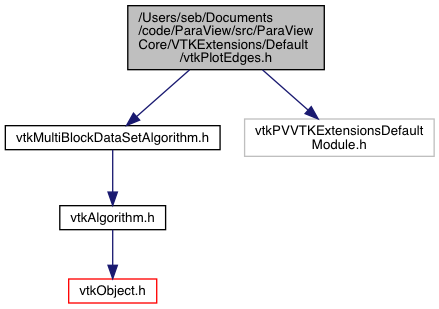 /Users/seb/Documents
/code/ParaView/src/ParaView
Core/VTKExtensions/Default
/vtkPlotEdges.h
vtkMultiBlockDataSetAlgorithm.h
vtkPVVTKExtensionsDefault
Module.h
vtkAlgorithm.h
vtkObject.h